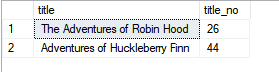 title title_no
1 The Adventures of Robin Hood 26
2 Adventures of Huckleberry Finn 44